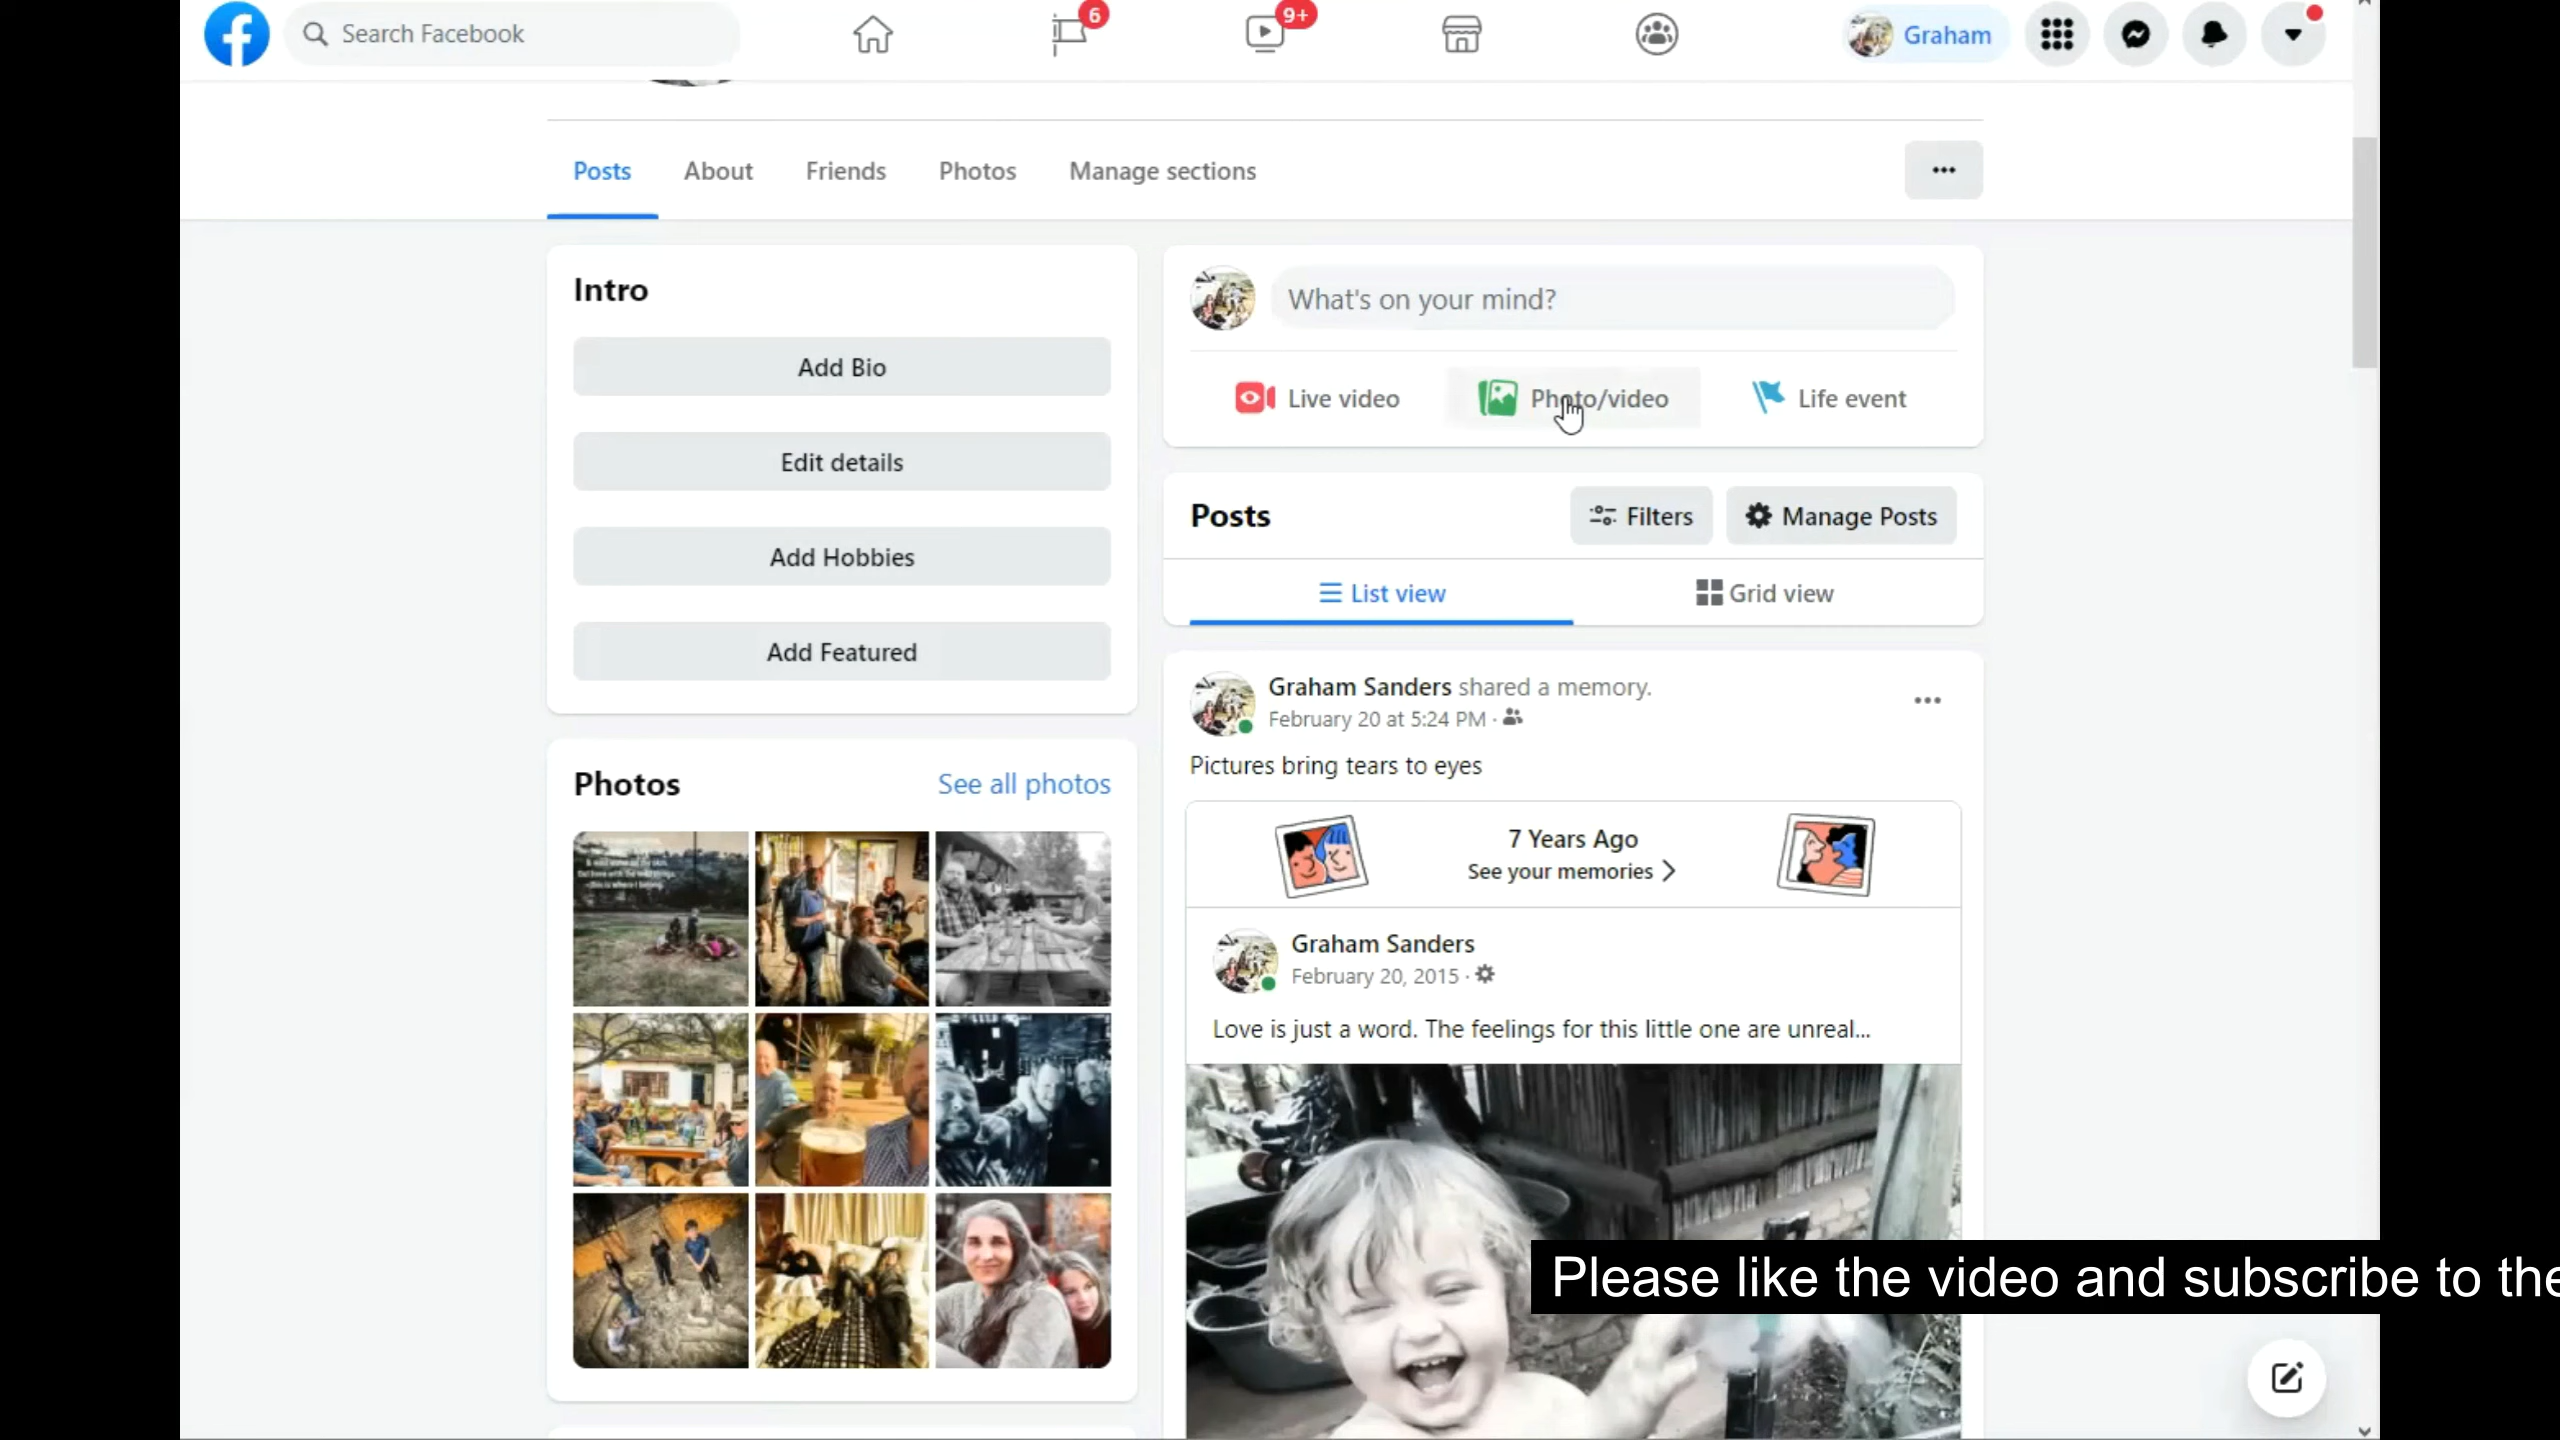 Search Facebook
6
9+
Graham
Posts
About
Friends
Photos
Manage sections
Intro
Add Bio
Edit details
Add Hobbies
Add Featured
Photos
See all photos
What's on your mind?
Live video
Photo/video
Life event
Posts
Filters
Manage Posts
List view
Grid view
Graham Sanders shared a memory.
February 20 at 5:24 PM ·
Pictures bring tears to eyes
7 Years Ago
See your memories
Graham Sanders
February 20, 2015 ·
Love is just a word. The feelings for this little one are unreal...
Please like the video and subscribe to the